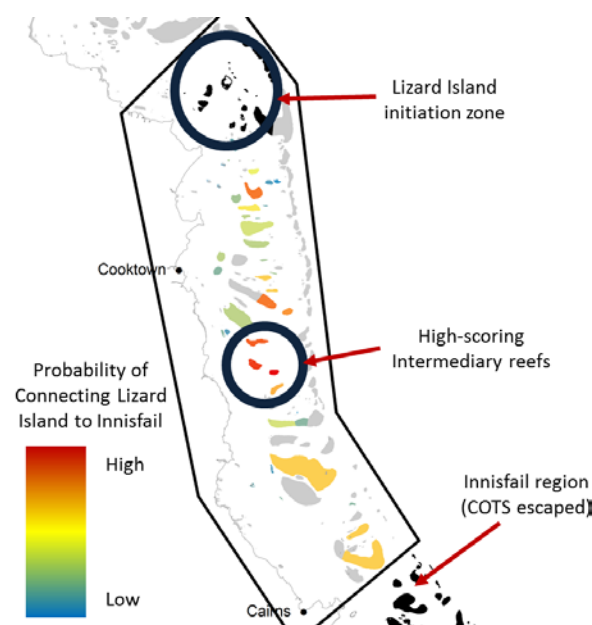 Lizard Island
initiation zone
Cooktown
High-scoring
Intermediary reefs
Probability of
Connecting Lizard
Island to Innisfail
High
Low
Innisfail region
(COTS escaped)
Cairns